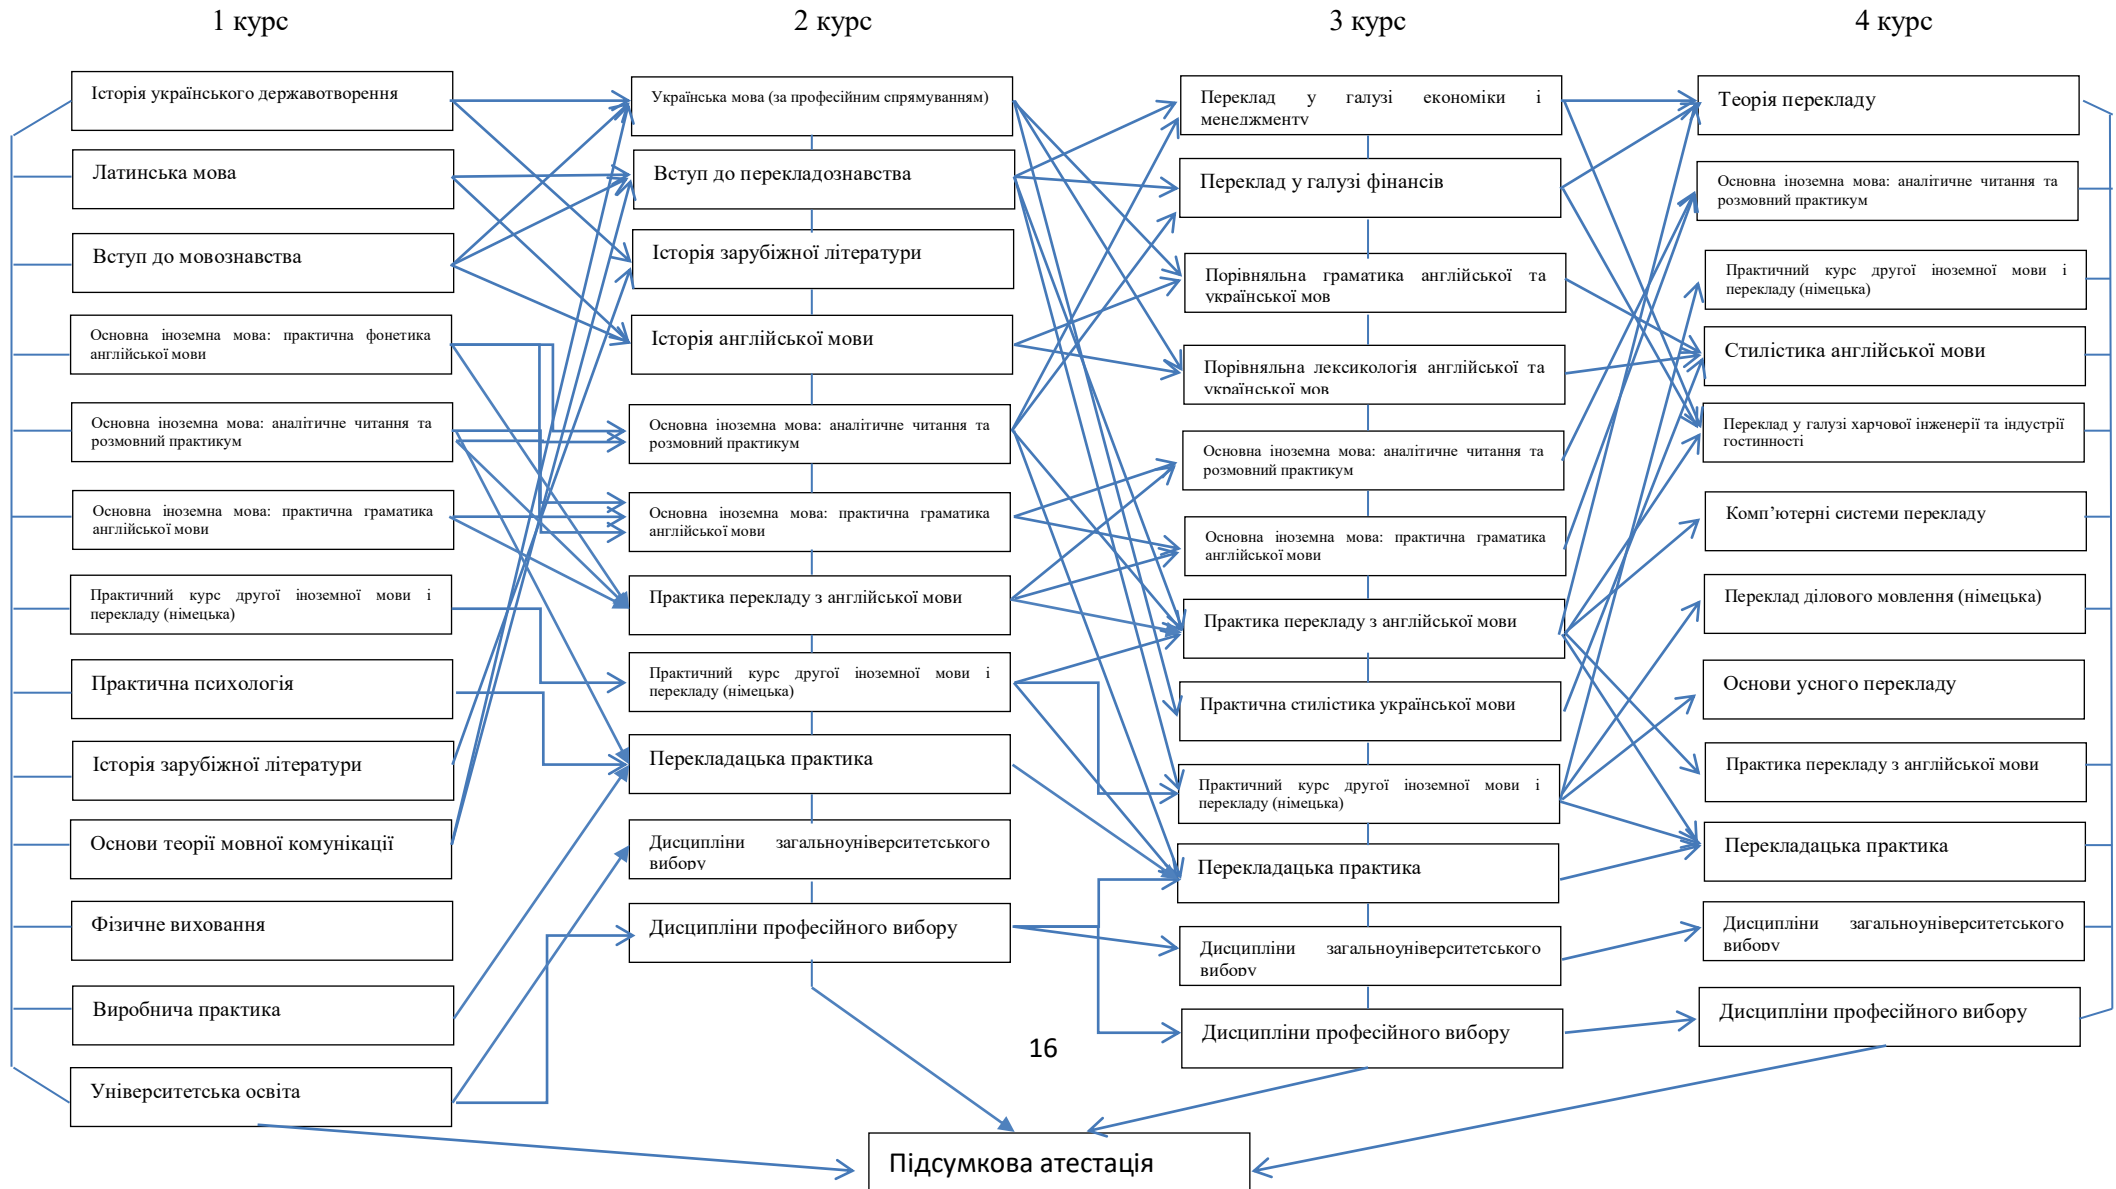 1 курс
2 курс
3 курс
4 курс
Історія українського державотворення
Латинська мова
Вступ до мовознавства
Основна іноземна мова: практична фонетика
англійської мови
Основна іноземна мова: аналітичне читання та
розмовний практикум
Основна іноземна мова: практична граматика
англійської мови
Практичний курс другої іноземної мови і
перекладу (німецька)
Практична психологія
Історія зарубіжної літератури
Основи теорії мовної комунікації
Фізичне виховання
Виробнича практика
Університетська освіта
Українська мова (за професійним спрямуванням)
Вступ до перекладознавства
Історія зарубіжної літератури
Історія англійської мови
Основна іноземна мова: аналітичне читання та
розмовний практикум
Основна іноземна мова: практична граматика
англійської мови
Практика перекладу з англійської мови
Практичний курс другої іноземної мови і
перекладу (німецька)
Перекладацька практика
Дисципліни загальноуніверситетського
вибору
Дисципліни професійного вибору
Переклад у галузі економіки і
менеджменту
Переклад у галузі фінансів
Порівняльна граматика англійської та
української мов
Порівняльна лексикологія англійської та
української мов
Основна іноземна мова: аналітичне читання та
розмовний практикум
Основна іноземна мова: практична граматика
англійської мови
Практика перекладу з англійської мови
Практична стилістика української мови
Практичний курс другої іноземної мови і
перекладу (німецька)
Перекладацька практика
Дисципліни загальноуніверситетського
вибору
Дисципліни професійного вибору
Теорія перекладу
Основна іноземна мова: аналітичне читання та
розмовний практикум
Практичний курс другої іноземної мови і
перекладу (німецька)
Стилістика англійської мови
Переклад у галузі харчової інженерії та індустрії
гостинності
Комп’ютерні системи перекладу
Переклад ділового мовлення (німецька)
Основи усного перекладу
Практика перекладу з англійської мови
Перекладацька практика
Дисципліни загальноуніверситетського
вибору
Дисципліни професійного вибору
16
Підсумкова атестація